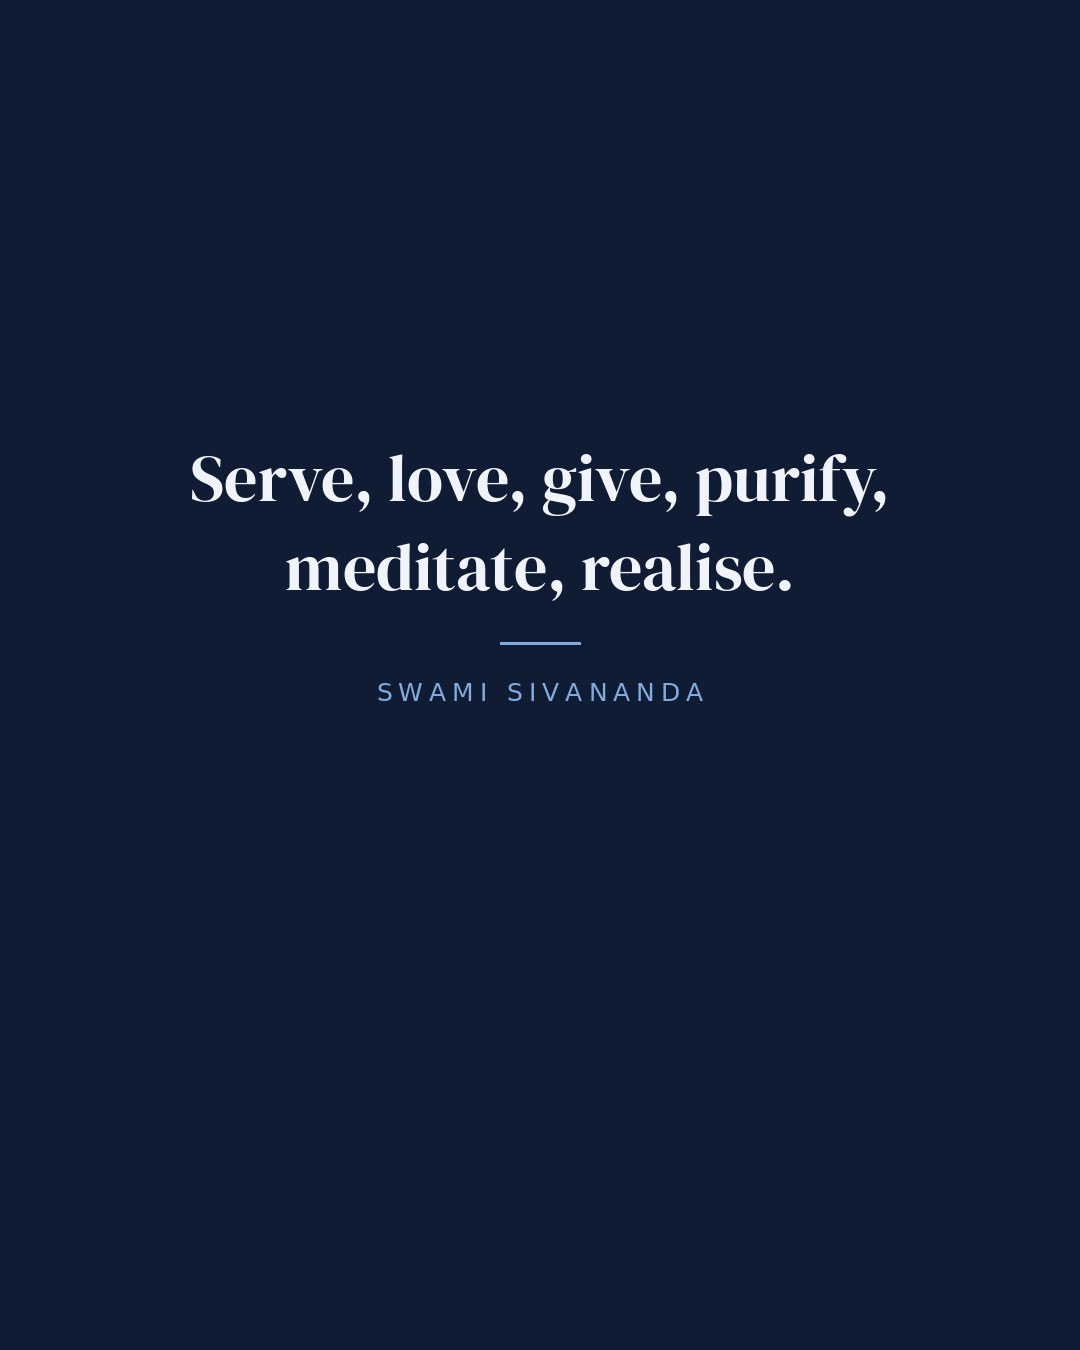 Serve, love, give, purify,
meditate, realise.
SWAMI SIVANANDA